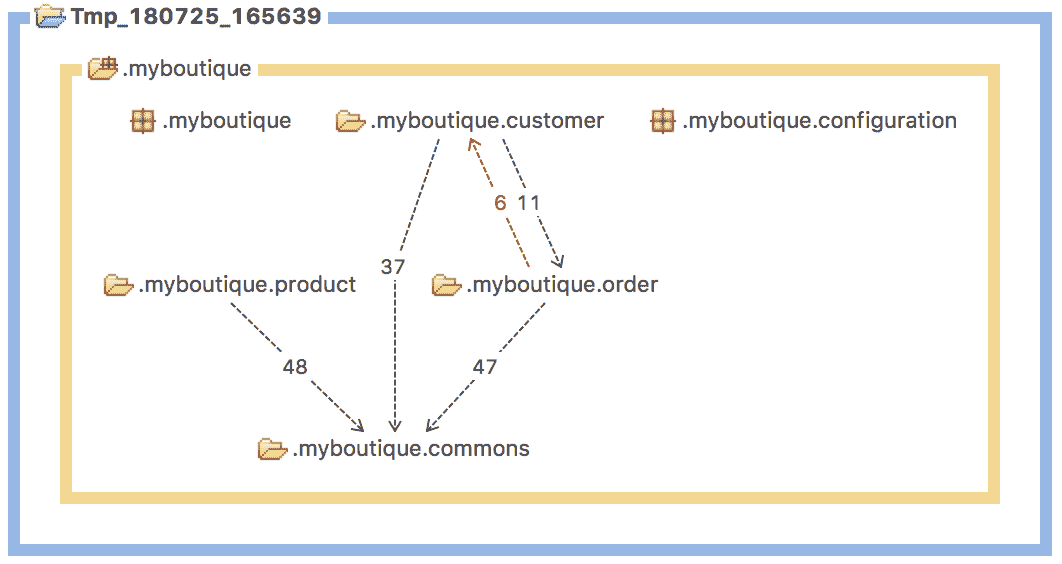 Tmp_180725_165639
.myboutique
.myboutique .myboutique.customer .myboutique.configuration
6 11
37
.myboutique.product .myboutique.order
48 47
.myboutique.commons